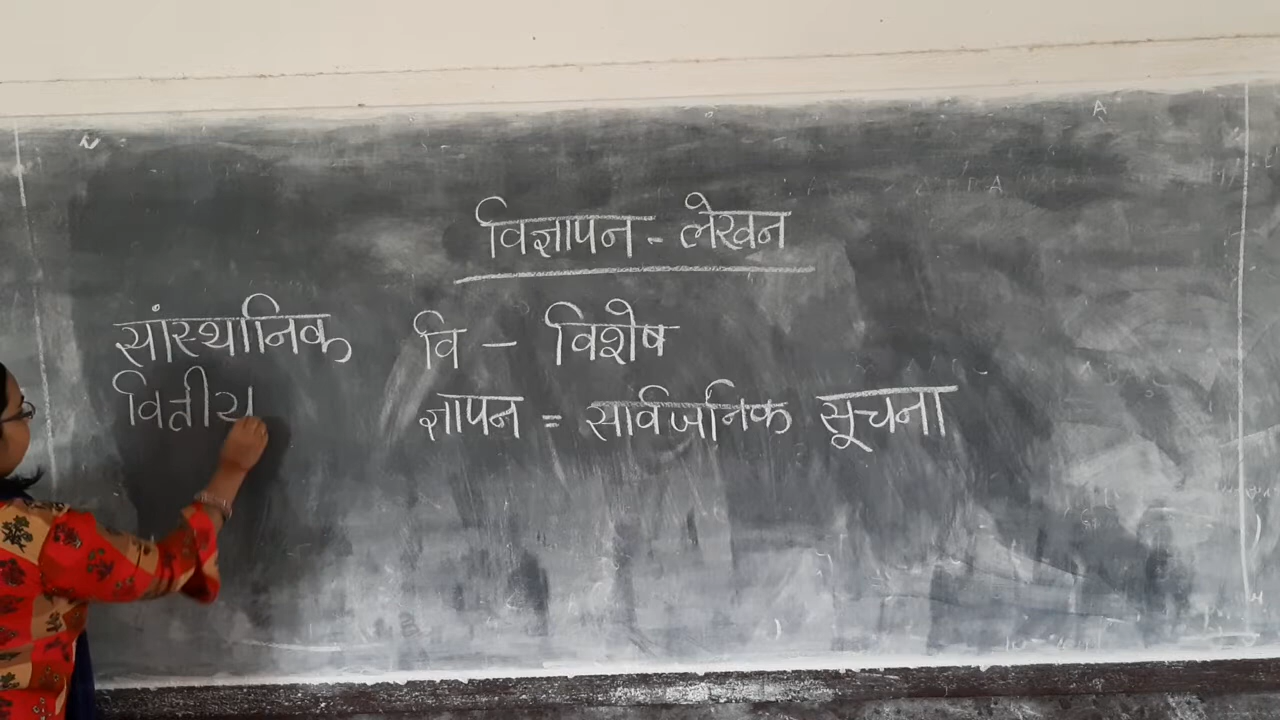 विज्ञापन - लेखन
सांस्थानिक
वित्तीय
वि - विशेष
ज्ञापन = सार्वजनिक सूचना